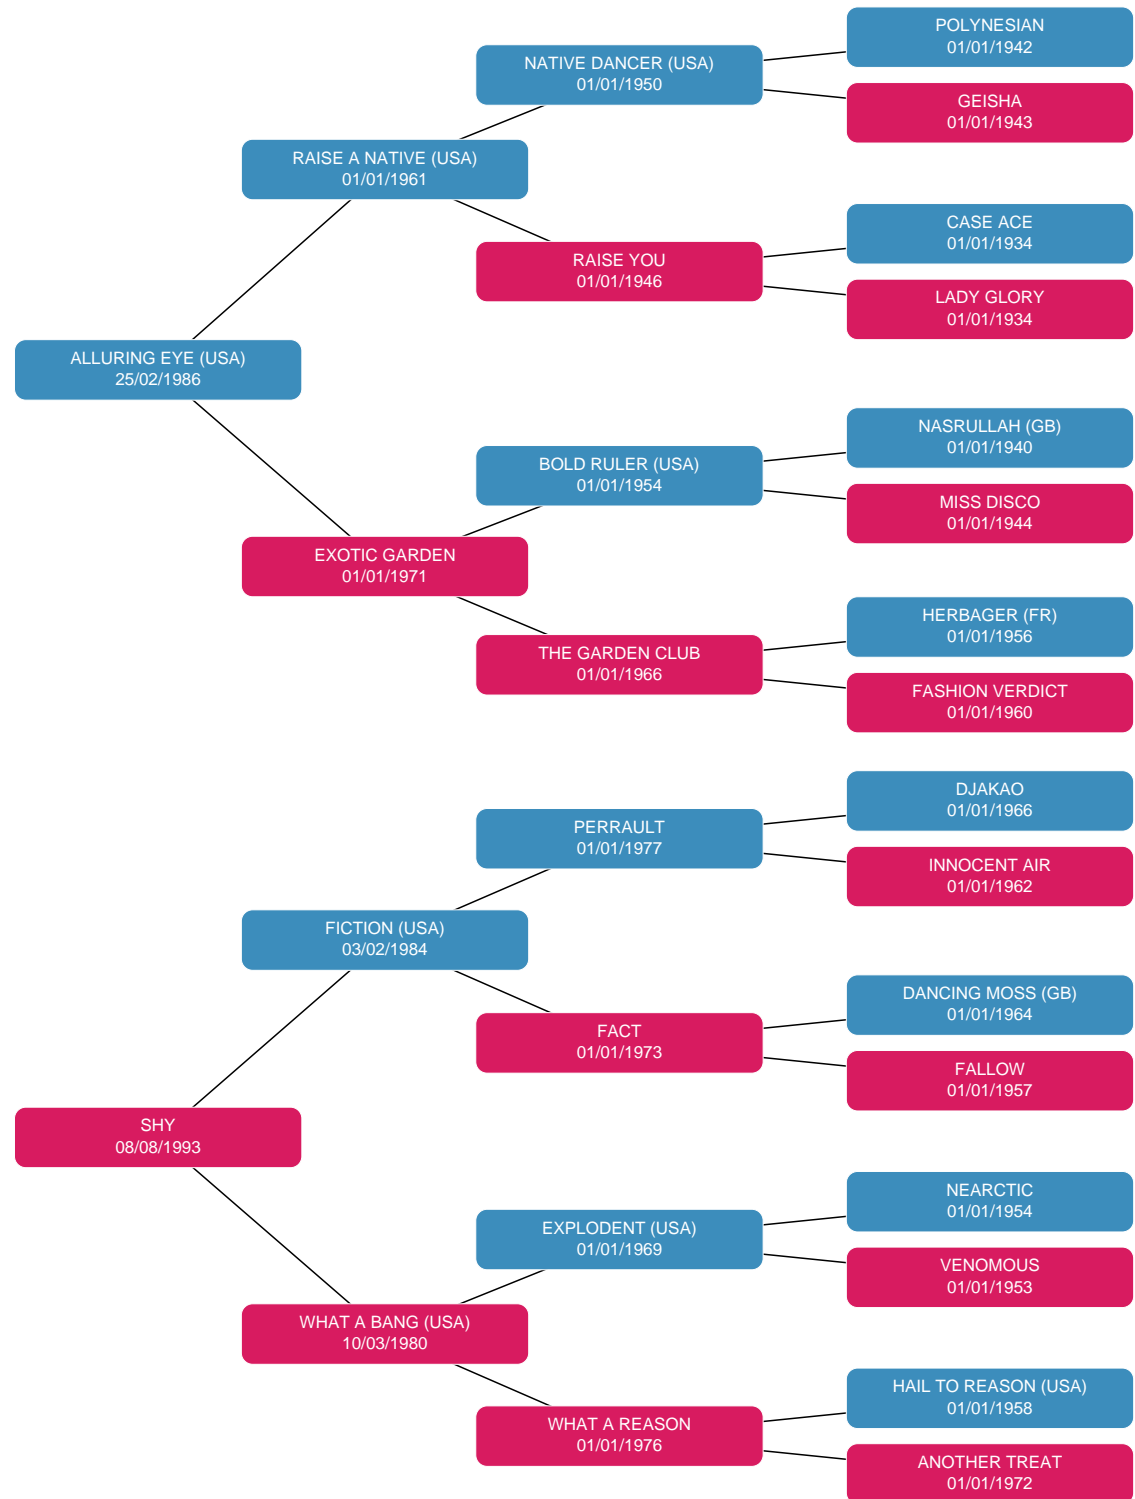 POLYNESIAN
01/01/1942
NATIVE DANCER (USA)
01/01/1950
GEISHA
01/01/1943
RAISE A NATIVE (USA)
01/01/1961
CASE ACE
01/01/1934
RAISE YOU
01/01/1946
LADY GLORY
01/01/1934
ALLURING EYE (USA)
25/02/1986
NASRULLAH (GB)
01/01/1940
BOLD RULER (USA)
01/01/1954
MISS DISCO
01/01/1944
EXOTIC GARDEN
01/01/1971
HERBAGER (FR)
01/01/1956
THE GARDEN CLUB
01/01/1966
FASHION VERDICT
01/01/1960
DJAKAO
01/01/1966
PERRAULT
01/01/1977
INNOCENT AIR
01/01/1962
FICTION (USA)
03/02/1984
DANCING MOSS (GB)
01/01/1964
FACT
01/01/1973
FALLOW
01/01/1957
SHY
08/08/1993
NEARCTIC
01/01/1954
EXPLODENT (USA)
01/01/1969
VENOMOUS
01/01/1953
WHAT A BANG (USA)
10/03/1980
HAIL TO REASON (USA)
01/01/1958
WHAT A REASON
01/01/1976
ANOTHER TREAT
01/01/1972